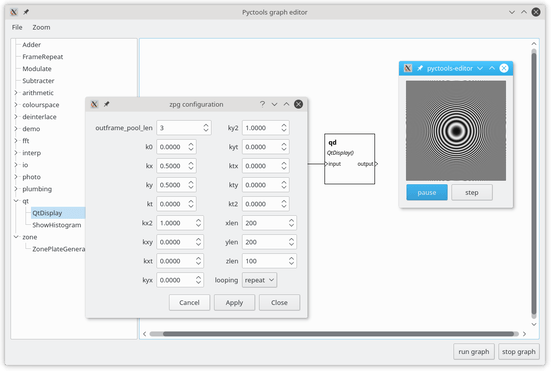 Pyctools graph editor
File Zoom
Adder
FrameRepeat
Modulate
Subtracter
arithmetic
colourspace
deinterlace
demo
fft
interp
io
photo
plumbing
qt
QtDisplay
ShowHistogram
zone
ZonePlateGenera
zpg configuration
outframe_pool_len 3 ky2 1.0000
k0 0.0000 kyt 0.0000
kx 0.5000 ktx 0.0000
ky 0.5000 kty 0.0000
kt 0.0000 kt2 0.0000
kx2 1.0000 xlen 200
kxy 0.0000 ylen 200
kxt 0.0000 zlen 100
kyx 0.0000 looping repeat
Cancel Apply Close
qd
QtDisplay()
input output
pyctools-editor
pause step
run graph stop graph